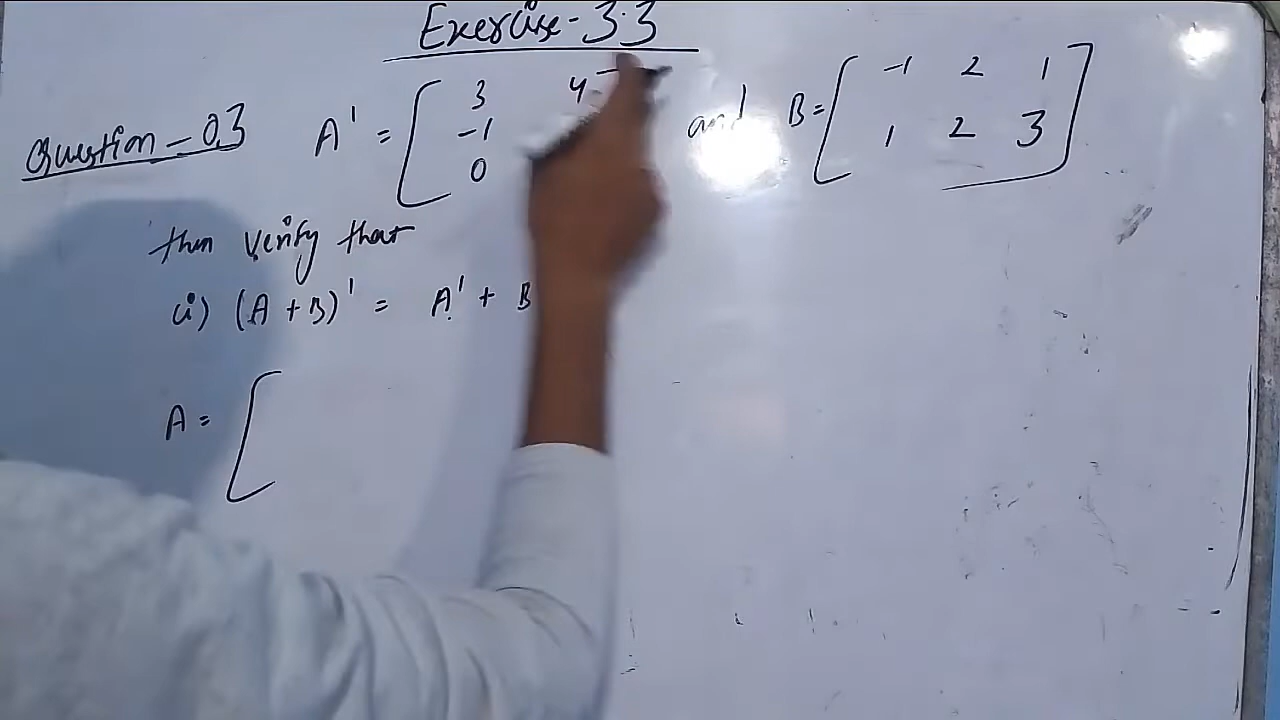 Exercise - 3.3
Question - 03 A' = [ 3 4 and B = [ -1 2 1 ]
-1 1 2 3
0
then verify that
(i) (A + B)' = A' + B
A = [